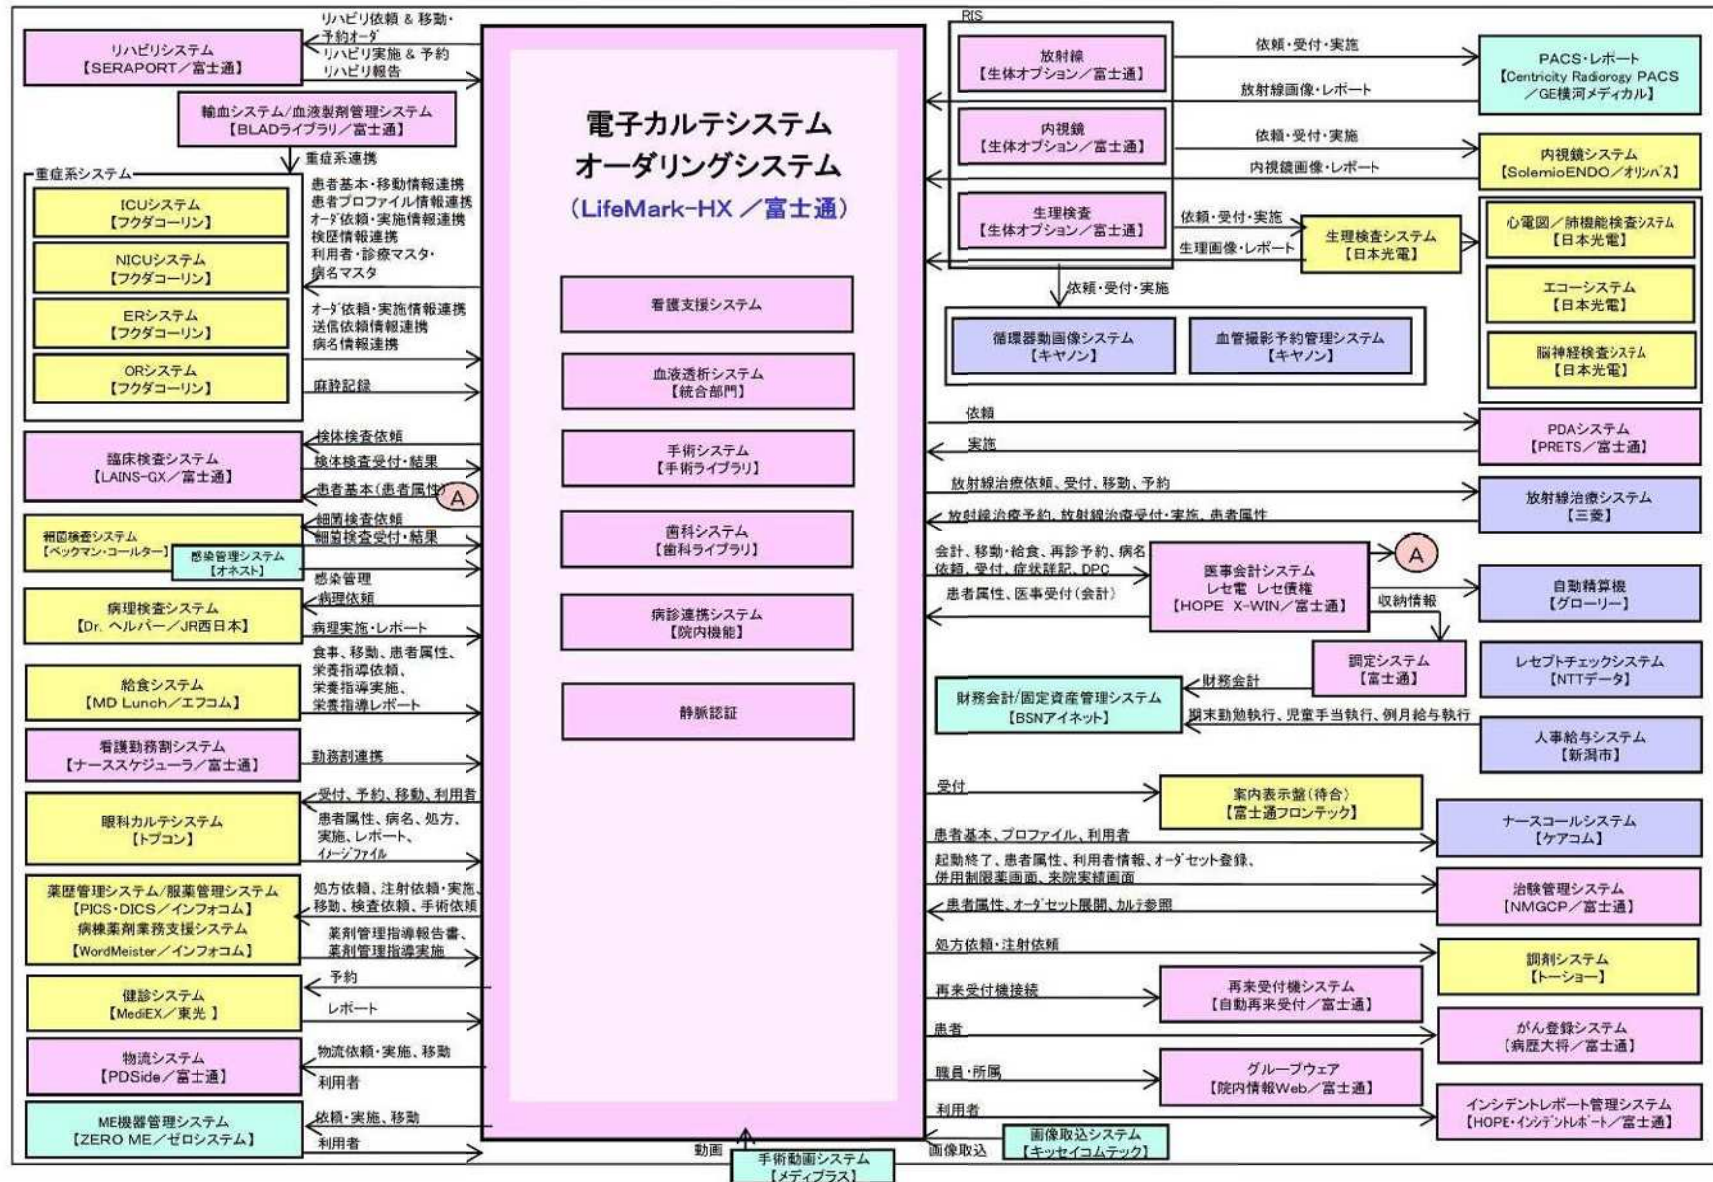 リハビリ依頼 & 移動・
予約オーダ
リハビリ実施 & 予約
リハビリ報告
リハビリシステム
【SERAPORT／富士通】
輸血システム/血液製剤管理システム
【BLADライブラリ／富士通】
重症系連携
重症系システム
ICUシステム
【フクダコーリン】
NICUシステム
【フクダコーリン】
ERシステム
【フクダコーリン】
ORシステム
【フクダコーリン】
患者基本・移動情報連携
患者プロファイル情報連携
オーダ依頼・実施情報連携
検歴情報連携
利用者・診療マスタ・
病名マスタ
オーダ依頼・実施情報連携
送信依頼情報連携
病名情報連携
麻酔記録
臨床検査システム
【LAINS-GX／富士通】
検体検査依頼
検体検査受付・結果
患者基本(患者属性)
A
細菌検査システム
【ベックマン・コールター】
感染管理システム
【オネスト】
細菌検査依頼
細菌検査受付・結果
感染管理
病理検査システム
【Dr. ヘルパー／JR西日本】
病理依頼
病理実施・レポート
給食システム
【MD Lunch／エフコム】
食事、移動、患者属性、
栄養指導依頼、
栄養指導実施、
栄養指導レポート
看護勤務割システム
【ナーススケジューラ／富士通】
勤務割連携
眼科カルテシステム
【トプコン】
受付、予約、移動、利用者
患者属性、病名、処方、
実施、レポート、
イメージファイル
薬歴管理システム/服薬管理システム
【PICS・DICS／インフォコム】
病棟薬剤業務支援システム
【WordMeister／インフォコム】
処方依頼、注射依頼・実施、
移動、検査依頼、手術依頼
薬剤管理指導報告書、
薬剤管理指導実施
健診システム
【MediEX／東光 】
予約
レポート
物流システム
【PDSide／富士通】
物流依頼・実施、移動
利用者
ME機器管理システム
【ZERO ME／ゼロシステム】
依頼・実施、移動
利用者
電子カルテシステム
オーダリングシステム
（LifeMark-HX ／富士通）
看護支援システム
血液透析システム
【統合部門】
手術システム
【手術ライブラリ】
歯科システム
【歯科ライブラリ】
病診連携システム
【院内機能】
静脈認証
動画
手術動画システム
【メディプラス】
画像取込
画像取込システム
【キッセイコムテック】
RIS
放射線
【生体オプション／富士通】
内視鏡
【生体オプション／富士通】
生理検査
【生体オプション／富士通】
依頼・受付・実施
放射線画像・レポート
PACS・レポート
【Centricity Radiorogy PACS
／GE横河メディカル】
依頼・受付・実施
内視鏡画像・レポート
内視鏡システム
【SolemioENDO／オリンパス】
依頼・受付・実施
生理画像・レポート
生理検査システム
【日本光電】
心電図／肺機能検査システム
【日本光電】
エコーシステム
【日本光電】
脳神経検査システム
【日本光電】
依頼・受付・実施
循環器動画像システム
【キヤノン】
血管撮影予約管理システム
【キヤノン】
依頼
実施
PDAシステム
【PRETS／富士通】
放射線治療依頼、受付、移動、予約
放射線治療予約、放射線治療受付・実施、患者属性
放射線治療システム
【三菱】
会計、移動・給食、再診予約、病名
依頼、受付、症状詳記、DPC
患者属性、医事受付(会計)
医事会計システム
レセ電 レセ債権
【HOPE X-WIN／富士通】
A
自動精算機
【グローリー】
収納情報
調定システム
【富士通】
レセプトチェックシステム
【NTTデータ】
財務会計
財務会計/固定資産管理システム
【BSNアイネット】
期末勤勉執行、児童手当執行、例月給与執行
人事給与システム
【新潟市】
受付
案内表示盤(待合)
【富士通フロンテック】
患者基本、プロファイル、利用者
ナースコールシステム
【ケアコム】
起動終了、患者属性、利用者情報、オーダセット登録、
併用制限薬画面、来院実績画面
患者属性、オーダセット展開、カルテ参照
治験管理システム
【NMGCP／富士通】
処方依頼・注射依頼
調剤システム
【トーショー】
再来受付機接続
再来受付機システム
【自動再来受付／富士通】
患者
がん登録システム
【病歴大将／富士通】
職員・所属
グループウェア
【院内情報Web／富士通】
利用者
インシデントレポート管理システム
【HOPE・インシデントレポート／富士通】